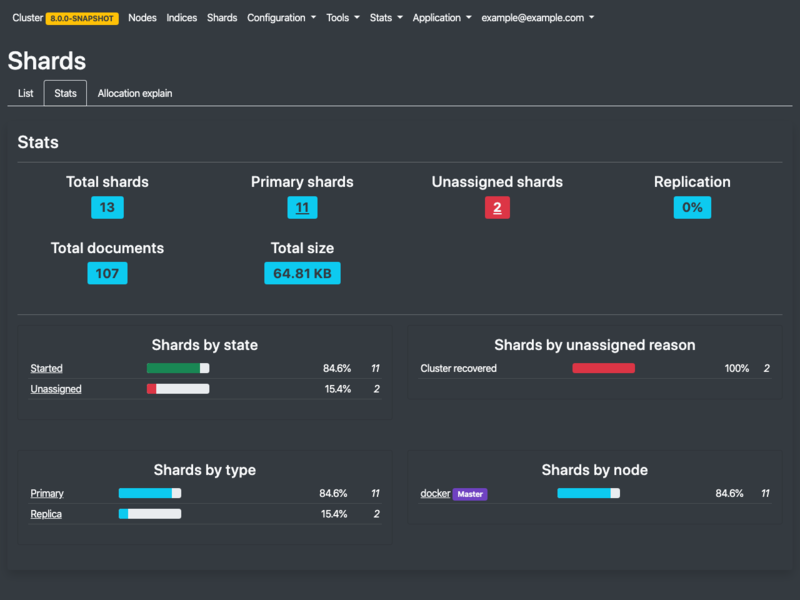 Cluster 8.0.0-SNAPSHOT Nodes Indices Shards Configuration Tools Stats Application example@example.com
Shards
List Stats Allocation explain
Stats
Total shards Primary shards Unassigned shards Replication
13 11 2 0%
Total documents Total size
107 64.81 KB
Shards by state
Started 84.6% 11
Unassigned 15.4% 2
Shards by unassigned reason
Cluster recovered 100% 2
Shards by type
Primary 84.6% 11
Replica 15.4% 2
Shards by node
docker Master 84.6% 11